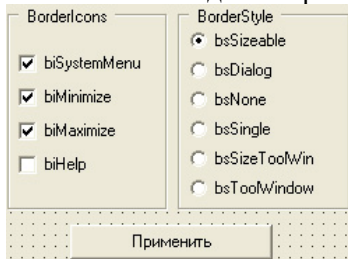 BorderIcons
biSystemMenu
biMinimize
biMaximize
biHelp
BorderStyle
bsSizeable
bsDialog
bsNone
bsSingle
bsSizeToolWin
bsToolWindow
Применить